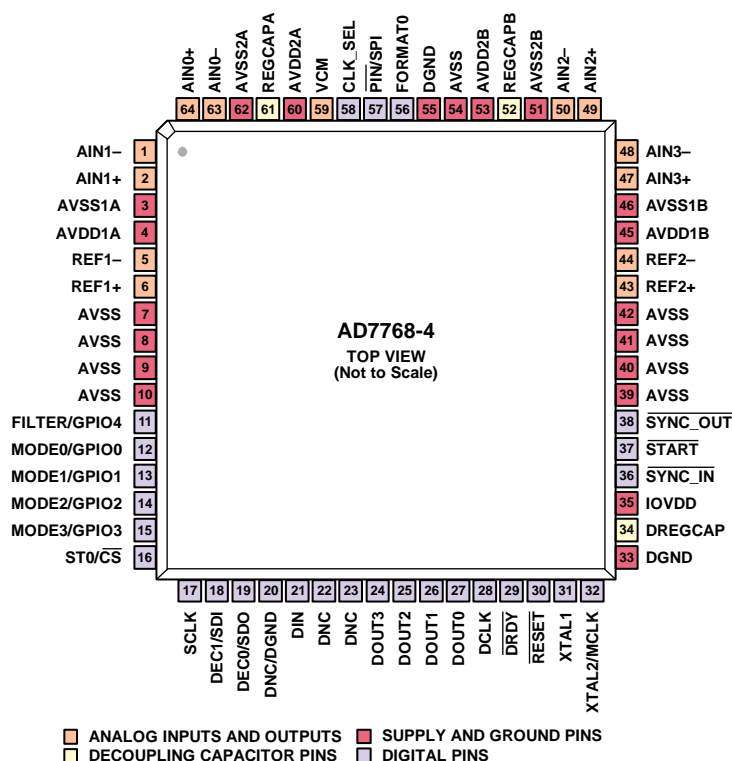 AIN0+
AIN0–
AVSS2A
REGCAPA
AVDD2A
VCM
CLK_SEL
PIN/SPI
FORMAT0
DGND
AVSS
AVDD2B
REGCAPB
AVSS2B
AIN2–
AIN2+
64 63 62 61 60 59 58 57 56 55 54 53 52 51 50 49
AIN1– 1
AIN1+ 2
AVSS1A 3
AVDD1A 4
REF1– 5
REF1+ 6
AVSS 7
AVSS 8
AVSS 9
AVSS 10
FILTER/GPIO4 11
MODE0/GPIO0 12
MODE1/GPIO1 13
MODE2/GPIO2 14
MODE3/GPIO3 15
ST0/CS 16
AD7768-4
TOP VIEW
(Not to Scale)
48 AIN3–
47 AIN3+
46 AVSS1B
45 AVDD1B
44 REF2–
43 REF2+
42 AVSS
41 AVSS
40 AVSS
39 AVSS
38 SYNC_OUT
37 START
36 SYNC_IN
35 IOVDD
34 DREGCAP
33 DGND
17 18 19 20 21 22 23 24 25 26 27 28 29 30 31 32
SCLK
DEC1/SDI
DEC0/SDO
DNC/DGND
DIN
DNC
DNC
DOUT3
DOUT2
DOUT1
DOUT0
DCLK
DRDY
RESET
XTAL1
XTAL2/MCLK
ANALOG INPUTS AND OUTPUTS
SUPPLY AND GROUND PINS
DECOUPLING CAPACITOR PINS
DIGITAL PINS